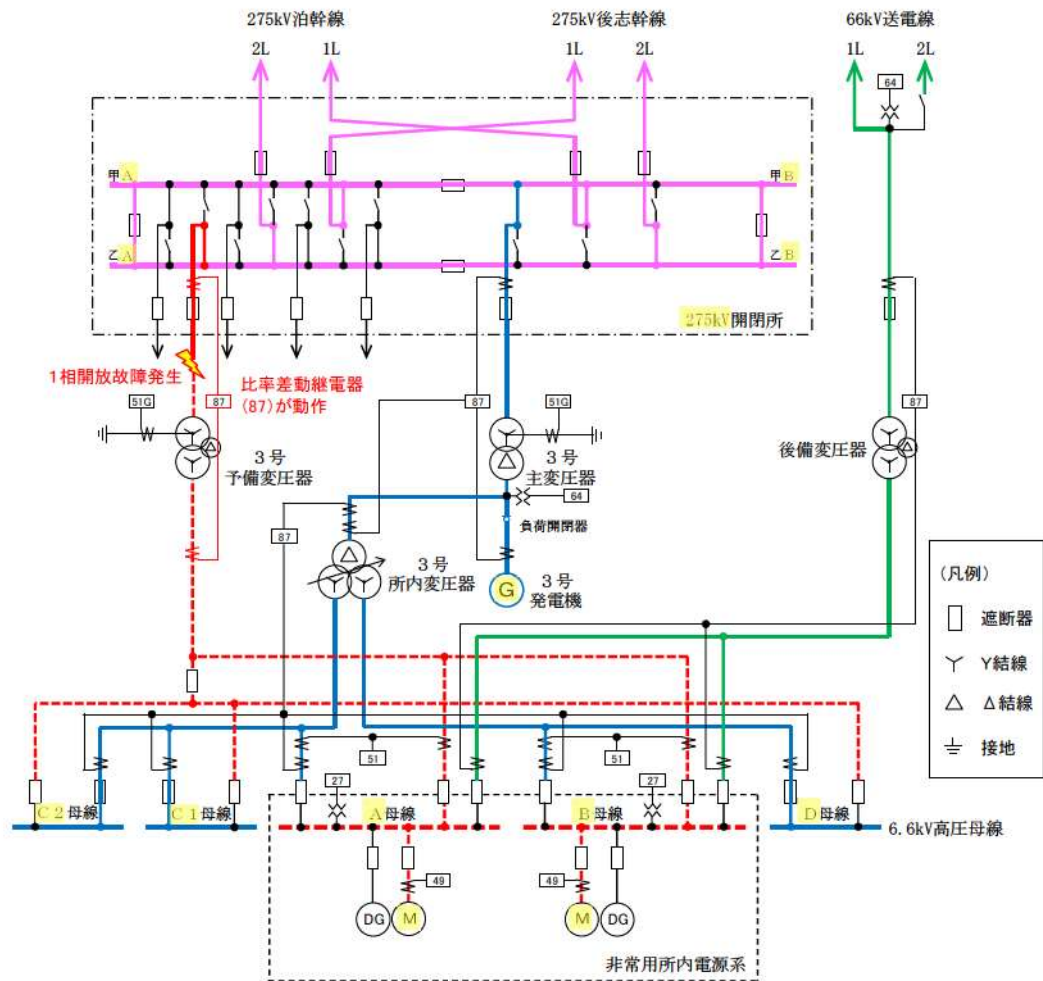 275kV泊幹線
275kV後志幹線
66kV送電線
2L
1L
1L
2L
1L
2L
64
甲A
甲B
乙A
乙B
275kV開閉所
1相開放故障発生
比率差動継電器
(87)が動作
87
51G
87
51G
87
3号
予備変圧器
3号
主変圧器
後備変圧器
64
負荷開閉器
87
3号
所内変圧器
G
3号
発電機
(凡例)
遮断器
Y結線
Δ結線
接地
51
51
27
27
C2母線
C1母線
A母線
B母線
D母線
6.6kV高圧母線
49
49
DG
M
M
DG
非常用所内電源系